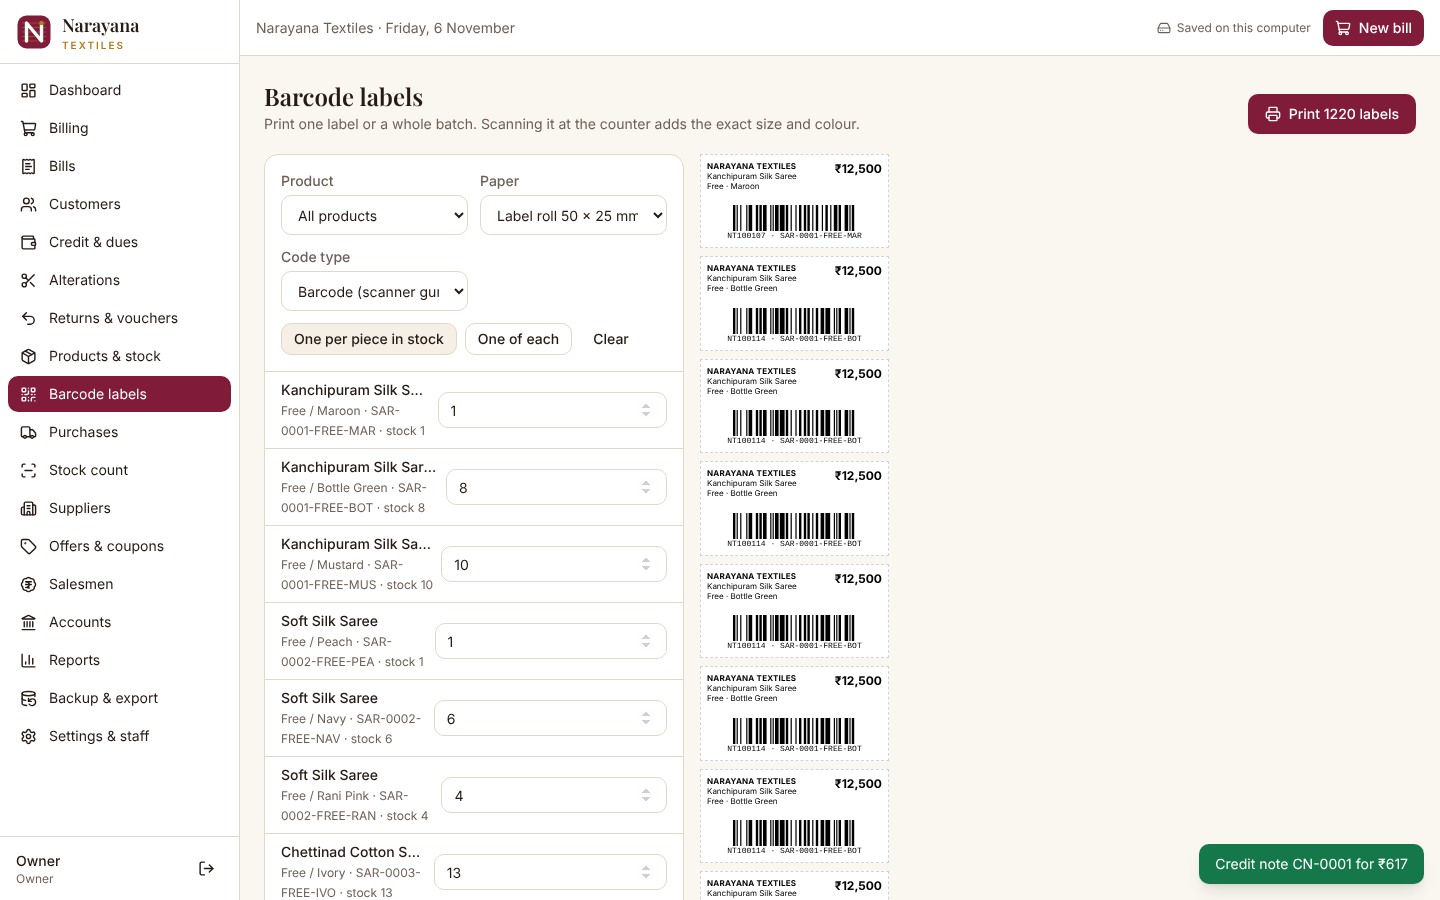 Narayana
TEXTILES
Dashboard
Billing
Bills
Customers
Credit & dues
Alterations
Returns & vouchers
Products & stock
Barcode labels
Purchases
Stock count
Suppliers
Offers & coupons
Salesmen
Accounts
Reports
Backup & export
Settings & staff
Owner
Owner
Narayana Textiles · Friday, 6 November
Saved on this computer
New bill
Barcode labels
Print one label or a whole batch. Scanning it at the counter adds the exact size and colour.
Print 1220 labels
Product
Paper
All products
Label roll 50 × 25 mm
Code type
Barcode (scanner gun
One per piece in stock
One of each
Clear
Kanchipuram Silk S...
Free / Maroon · SAR-
0001-FREE-MAR · stock 1
1
Kanchipuram Silk Sar...
Free / Bottle Green · SAR-
0001-FREE-BOT · stock 8
8
Kanchipuram Silk Sa...
Free / Mustard · SAR-
0001-FREE-MUS · stock 10
10
Soft Silk Saree
Free / Peach · SAR-
0002-FREE-PEA · stock 1
1
Soft Silk Saree
Free / Navy · SAR-0002-
FREE-NAV · stock 6
6
Soft Silk Saree
Free / Rani Pink · SAR-
0002-FREE-RAN · stock 4
4
Chettinad Cotton S...
Free / Ivory · SAR-0003-
FREE-IVO · stock 13
13
NARAYANA TEXTILES
₹12,500
Kanchipuram Silk Saree
Free · Maroon
NT100107 · SAR-0001-FREE-MAR
NARAYANA TEXTILES
₹12,500
Kanchipuram Silk Saree
Free · Bottle Green
NT100114 · SAR-0001-FREE-BOT
NARAYANA TEXTILES
₹12,500
Kanchipuram Silk Saree
Free · Bottle Green
NT100114 · SAR-0001-FREE-BOT
NARAYANA TEXTILES
₹12,500
Kanchipuram Silk Saree
Free · Bottle Green
NT100114 · SAR-0001-FREE-BOT
NARAYANA TEXTILES
₹12,500
Kanchipuram Silk Saree
Free · Bottle Green
NT100114 · SAR-0001-FREE-BOT
NARAYANA TEXTILES
₹12,500
Kanchipuram Silk Saree
Free · Bottle Green
NT100114 · SAR-0001-FREE-BOT
NARAYANA TEXTILES
₹12,500
Kanchipuram Silk Saree
Free · Bottle Green
NT100114 · SAR-0001-FREE-BOT
NARAYANA TEXTILES
₹12,500
Kanchipuram Silk Saree
Credit note CN-0001 for ₹617